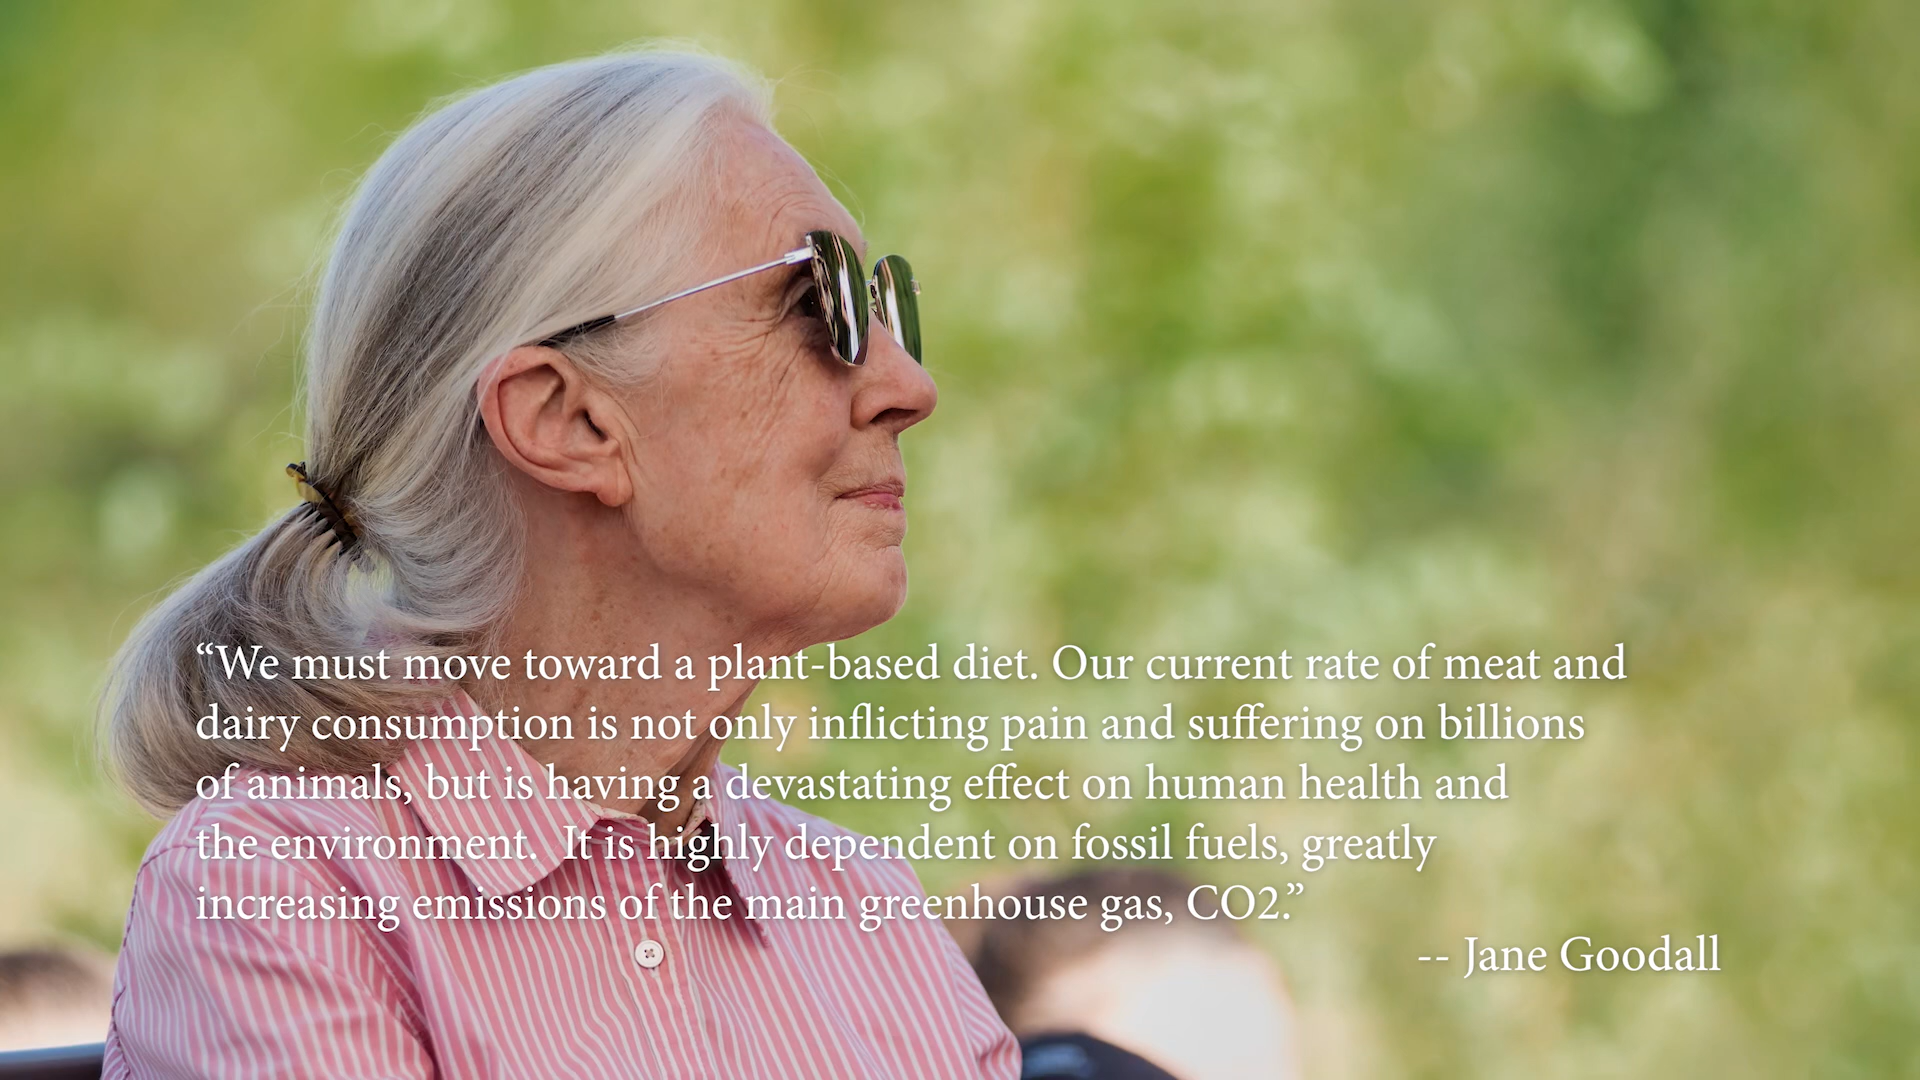 “We must move toward a plant-based diet. Our current rate of meat and
dairy consumption is not only inflicting pain and suffering on billions
of animals, but is having a devastating effect on human health and
the environment.  It is highly dependent on fossil fuels, greatly
increasing emissions of the main greenhouse gas, CO2.”
-- Jane Goodall